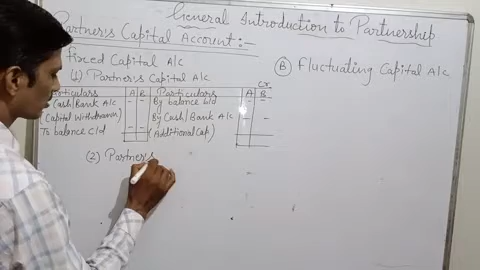 General Introduction to Partnership
Partner's Capital Account:-
Fixed Capital A/c
(B) Fluctuating Capital A/c
(1) Partner's Capital A/c
Cr.
Particulars A B Particulars A B
Cash/Bank A/c - - By balance b/d - -
(Capital Withdrawn) By Cash/Bank A/c - -
To balance c/d - - (Additional Cap)
(2) Partner's